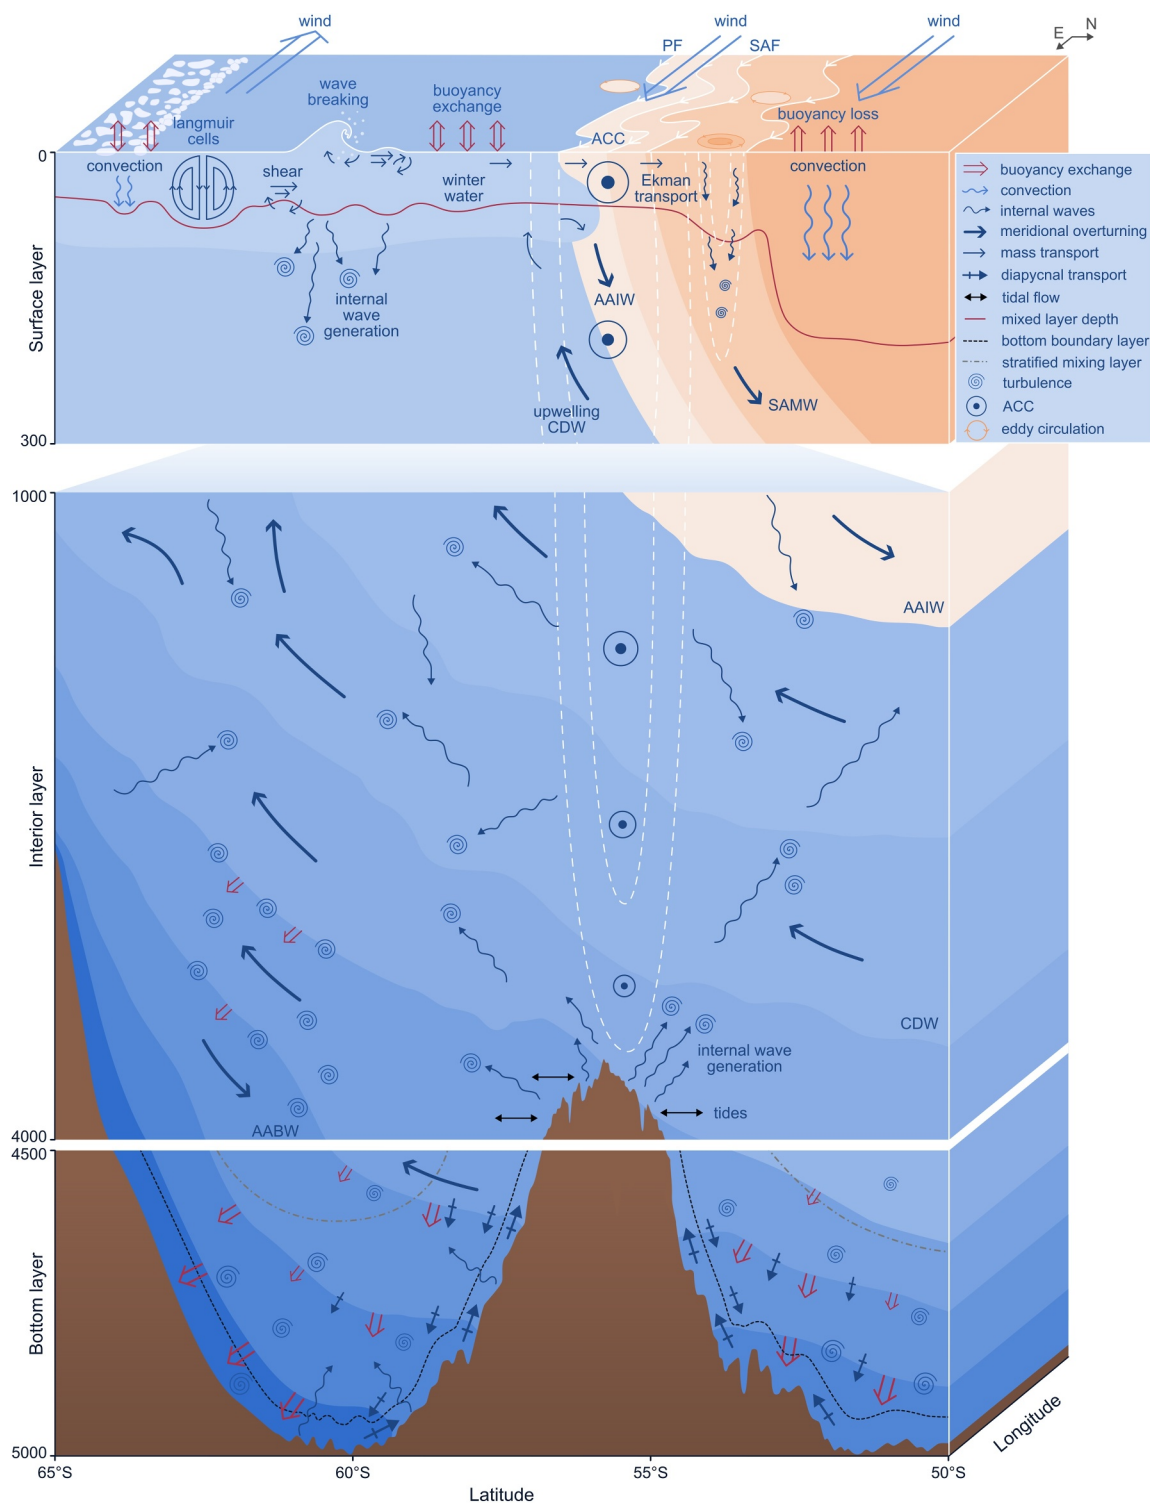 wind
wind
wind
E
N
PF
SAF
wave
breaking
buoyancy
exchange
buoyancy loss
langmuir
cells
ACC
0
convection
shear
winter
water
Ekman
transport
convection
buoyancy exchange
convection
internal waves
meridional overturning
mass transport
diapycnal transport
tidal flow
mixed layer depth
bottom boundary layer
stratified mixing layer
turbulence
ACC
eddy circulation
Surface layer
internal
wave
generation
AAIW
upwelling
CDW
SAMW
300
1000
AAIW
Interior layer
CDW
internal wave
generation
tides
AABW
4000
4500
Bottom layer
5000
65°S
60°S
55°S
50°S
Latitude
Longitude